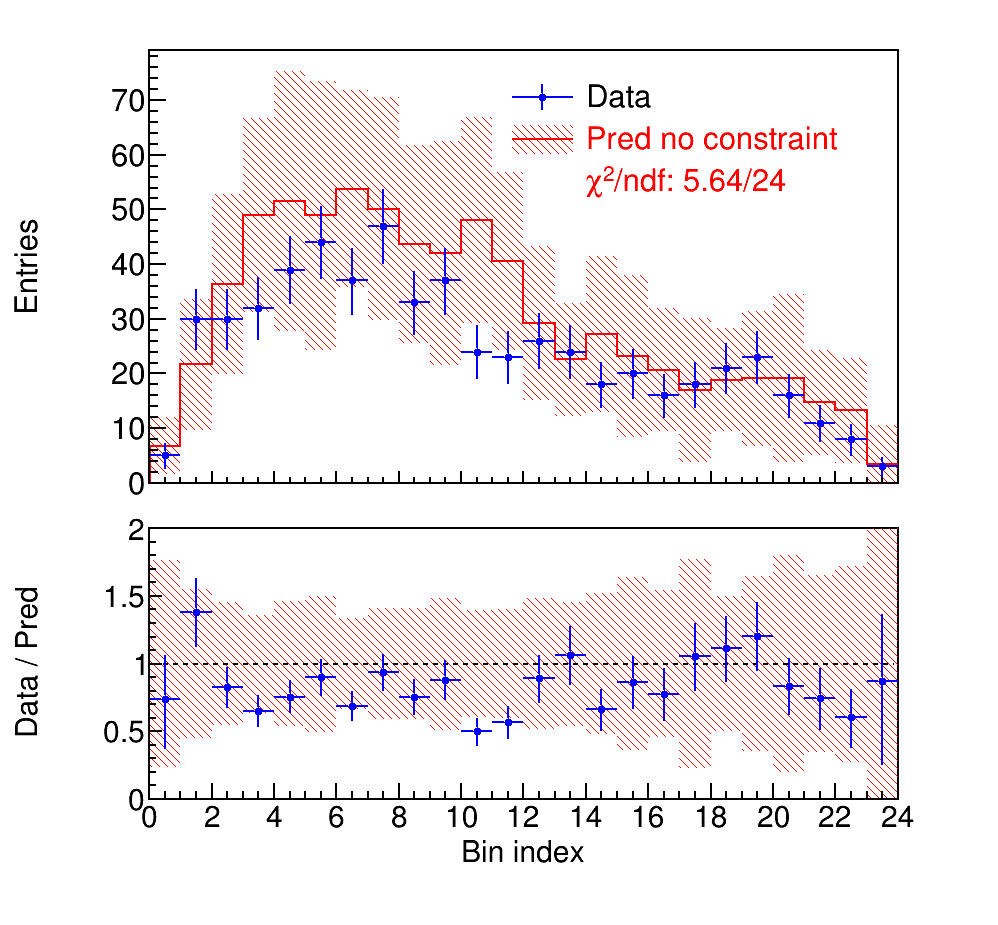 Entries
70
60
50
40
30
20
10
0
Data
Pred no constraint
χ²/ndf: 5.64/24
Data / Pred
2
1.5
1
0.5
0
0 2 4 6 8 10 12 14 16 18 20 22 24
Bin index